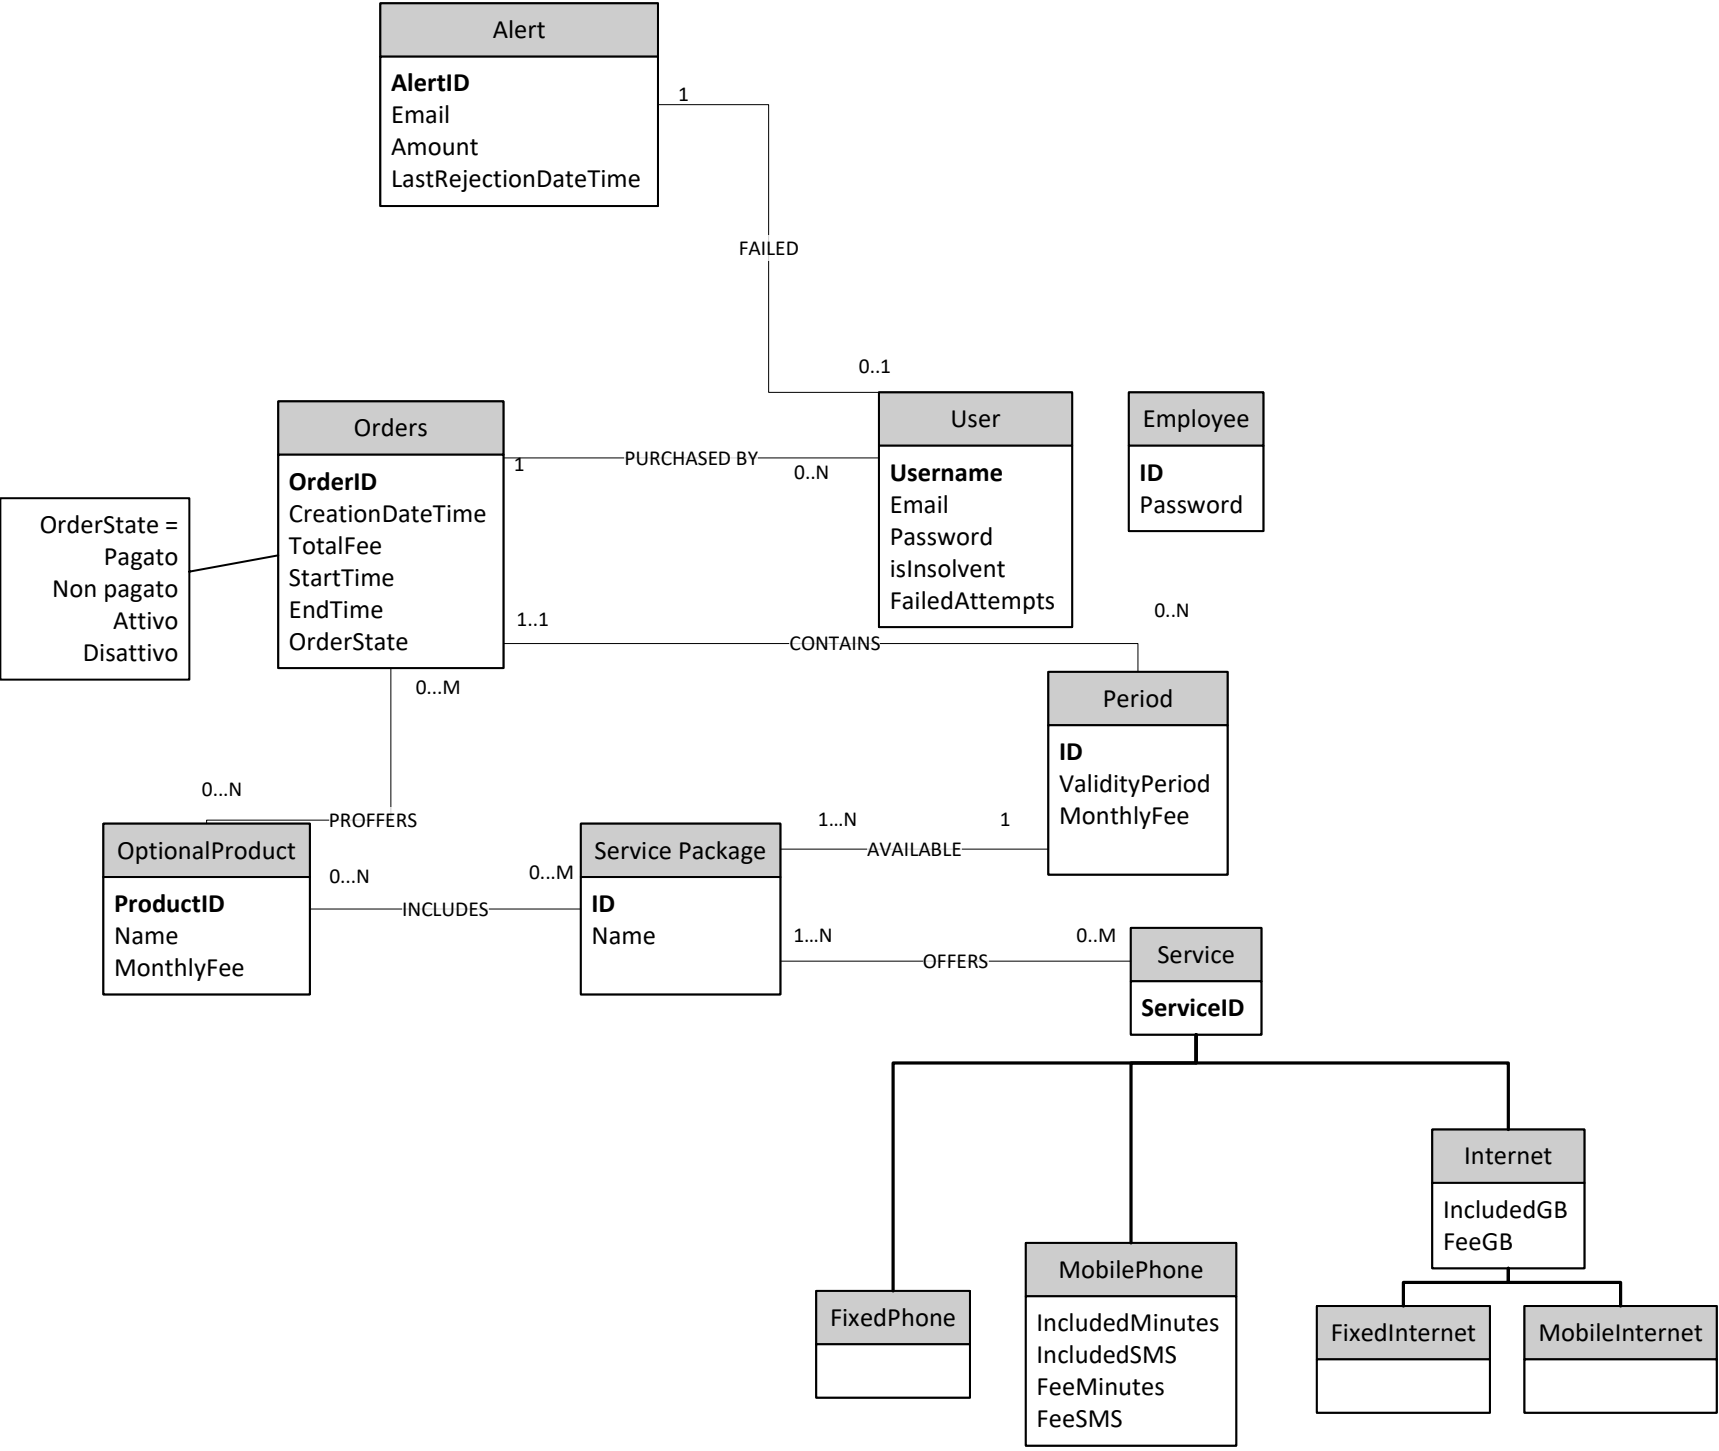 Alert
AlertID
Email
Amount
LastRejectionDateTime
1
FAILED
0..1
Orders
OrderID
CreationDateTime
TotalFee
StartTime
EndTime
OrderState
OrderState =
Pagato
Non pagato
Attivo
Disattivo
1
PURCHASED BY
0..N
User
Username
Email
Password
isInsolvent
FailedAttempts
Employee
ID
Password
1..1
CONTAINS
0..N
Period
ID
ValidityPeriod
MonthlyFee
0...M
0...N
PROFFERS
OptionalProduct
ProductID
Name
MonthlyFee
0...N
INCLUDES
0...M
Service Package
ID
Name
1...N
AVAILABLE
1
1...N
OFFERS
0..M
Service
ServiceID
Internet
IncludedGB
FeeGB
MobilePhone
IncludedMinutes
IncludedSMS
FeeMinutes
FeeSMS
FixedPhone
FixedInternet
MobileInternet